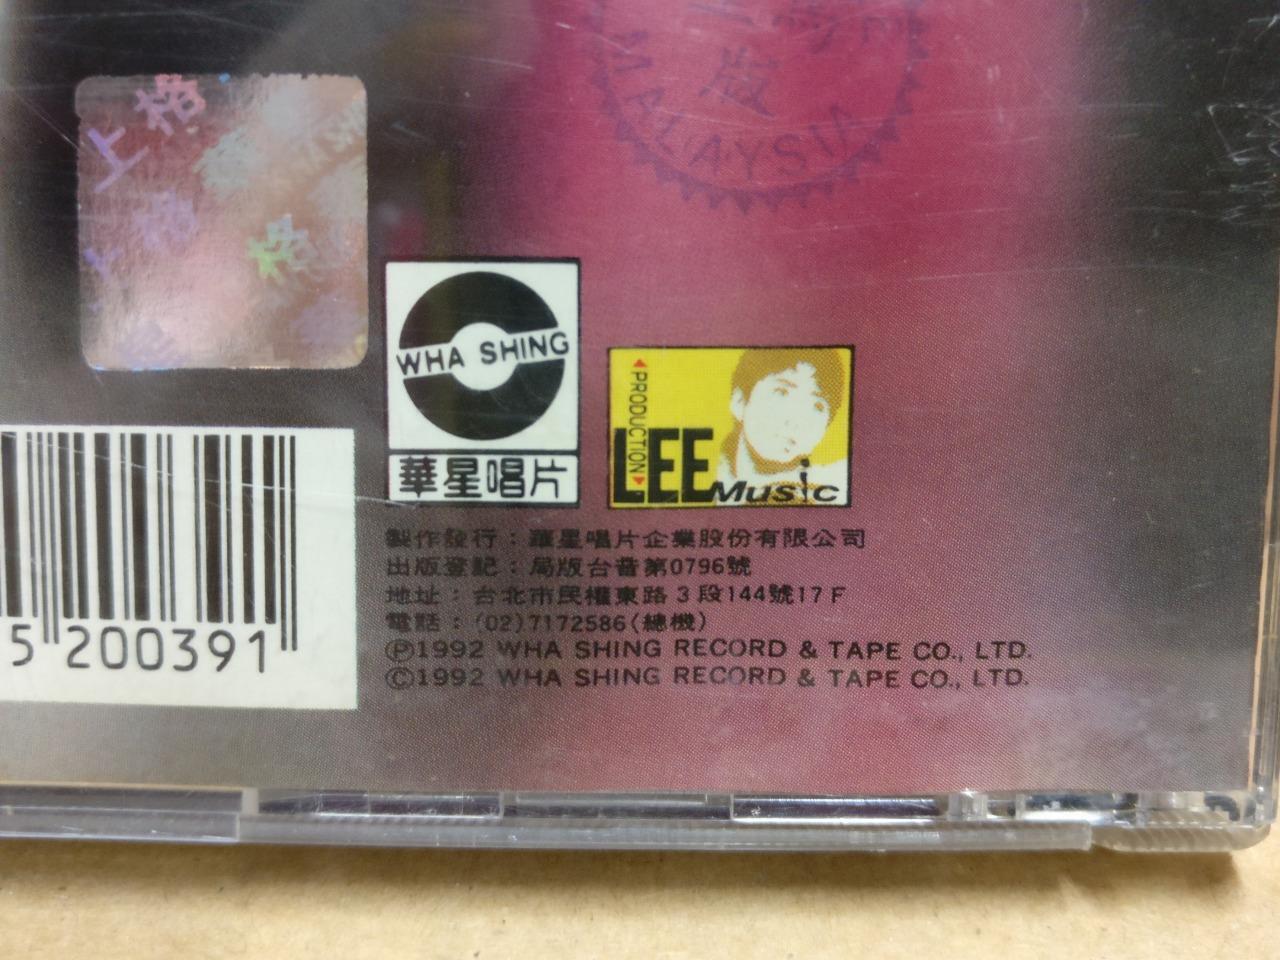 版
MALAYSIA
上格
格
WHA SHING
華星唱片
PRODUCTION
LEE
Music
5 200391
製作發行：華星唱片企業股份有限公司
出版登記：局版台音第0796號
地址：台北市民權東路3段144號17F
電話：(02)7172586(總機)
Ⓟ1992 WHA SHING RECORD & TAPE CO., LTD.
©1992 WHA SHING RECORD & TAPE CO., LTD.